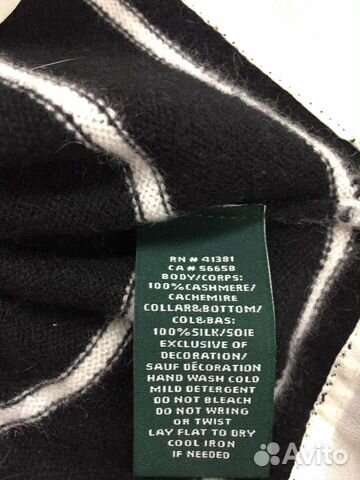 RN # 41381
CA # 56658
BODY/CORPS:
100%CASHMERE/
CACHEMIRE
COLLAR&BOTTOM/
COL&BAS:
100%SILK/SOIE
EXCLUSIVE OF
DECORATION/
SAUF DÉCORATION
HAND WASH COLD
MILD DETERGENT
DO NOT BLEACH
DO NOT WRING
OR TWIST
LAY FLAT TO DRY
COOL IRON
IF NEEDED
Avito